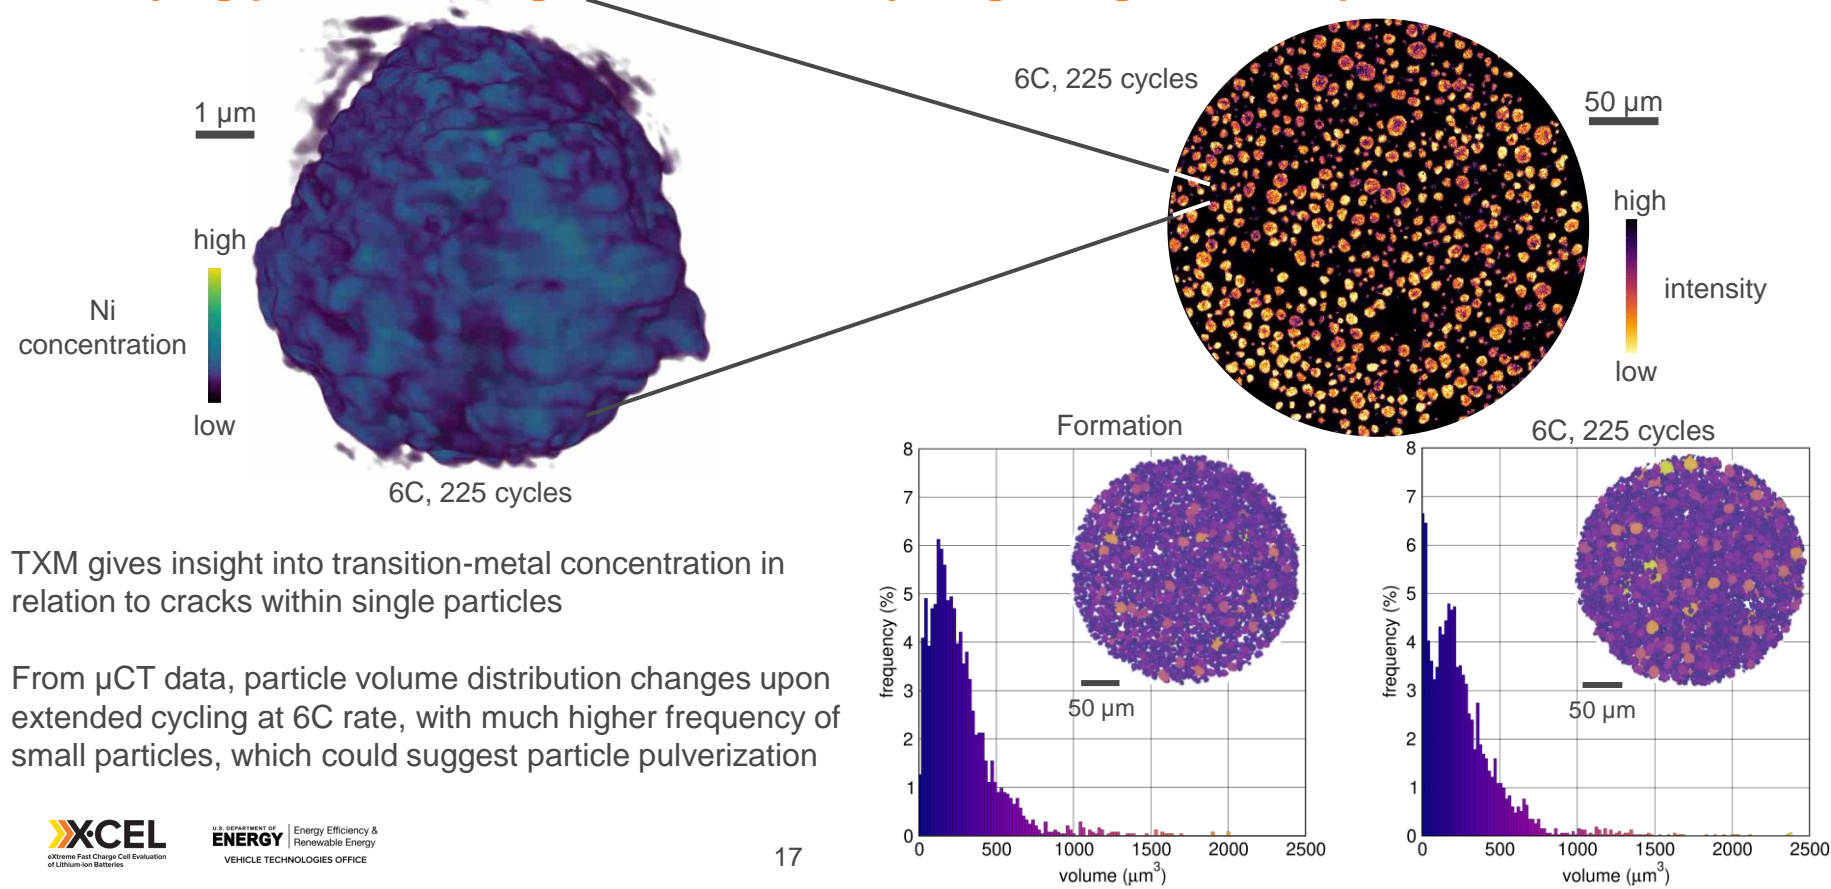 1 µm
high
Ni
concentration
low
6C, 225 cycles
6C, 225 cycles
50 µm
high
intensity
low
TXM gives insight into transition-metal concentration in
relation to cracks within single particles
From µCT data, particle volume distribution changes upon
extended cycling at 6C rate, with much higher frequency of
small particles, which could suggest particle pulverization
Formation
8
7
6
5
4
3
2
1
0
frequency (%)
50 µm
0 500 1000 1500 2000 2500
volume (μm³)
6C, 225 cycles
8
7
6
5
4
3
2
1
0
frequency (%)
50 µm
0 500 1000 1500 2000 2500
volume (μm³)
XCEL
eXtreme Fast Charge Cell Evaluation
of Lithium-ion Batteries
U.S. DEPARTMENT OF
ENERGY
Energy Efficiency &
Renewable Energy
VEHICLE TECHNOLOGIES OFFICE
17